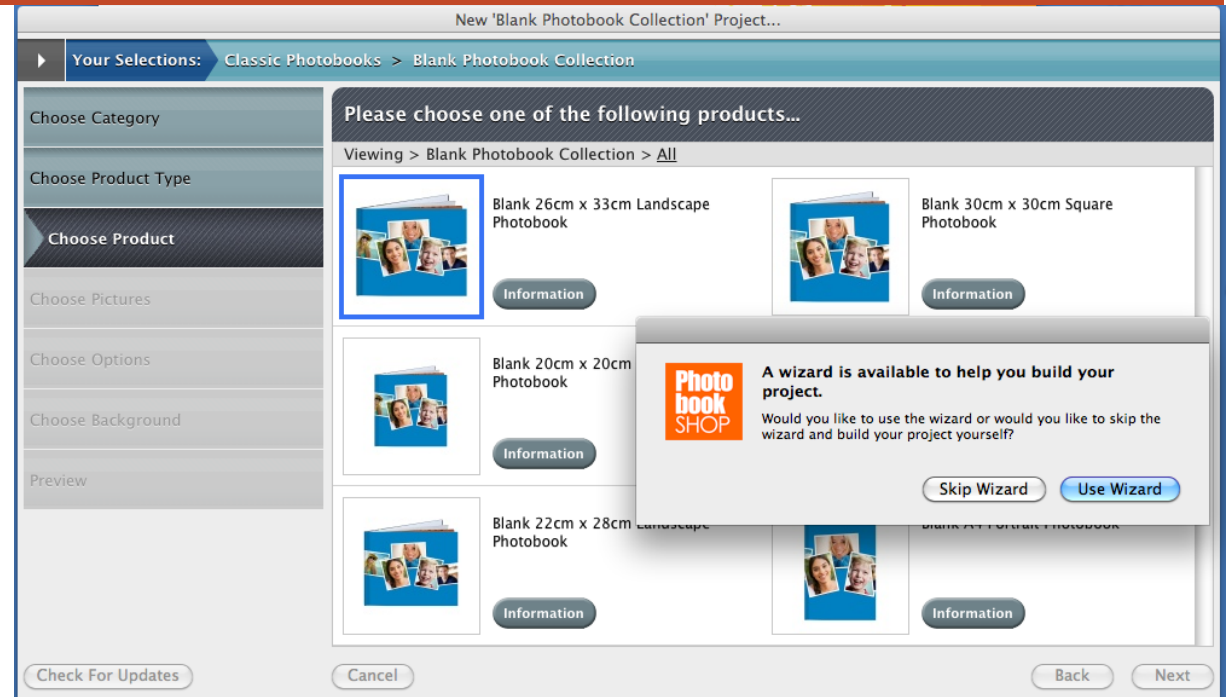 New 'Blank Photobook Collection' Project...
Your Selections: Classic Photobooks > Blank Photobook Collection
Choose Category
Choose Product Type
Choose Product
Choose Pictures
Choose Options
Choose Background
Preview
Please choose one of the following products...
Viewing > Blank Photobook Collection > All
Blank 26cm x 33cm Landscape
Photobook
Information
Blank 30cm x 30cm Square
Photobook
Information
Blank 20cm x 20cm
Photobook
Information
Blank 22cm x 28cm Landscape
Photobook
Information
Blank A4 Portrait Photobook
Information
Photo
book
SHOP
A wizard is available to help you build your
project.
Would you like to use the wizard or would you like to skip the
wizard and build your project yourself?
Skip Wizard
Use Wizard
Check For Updates
Cancel
Back
Next